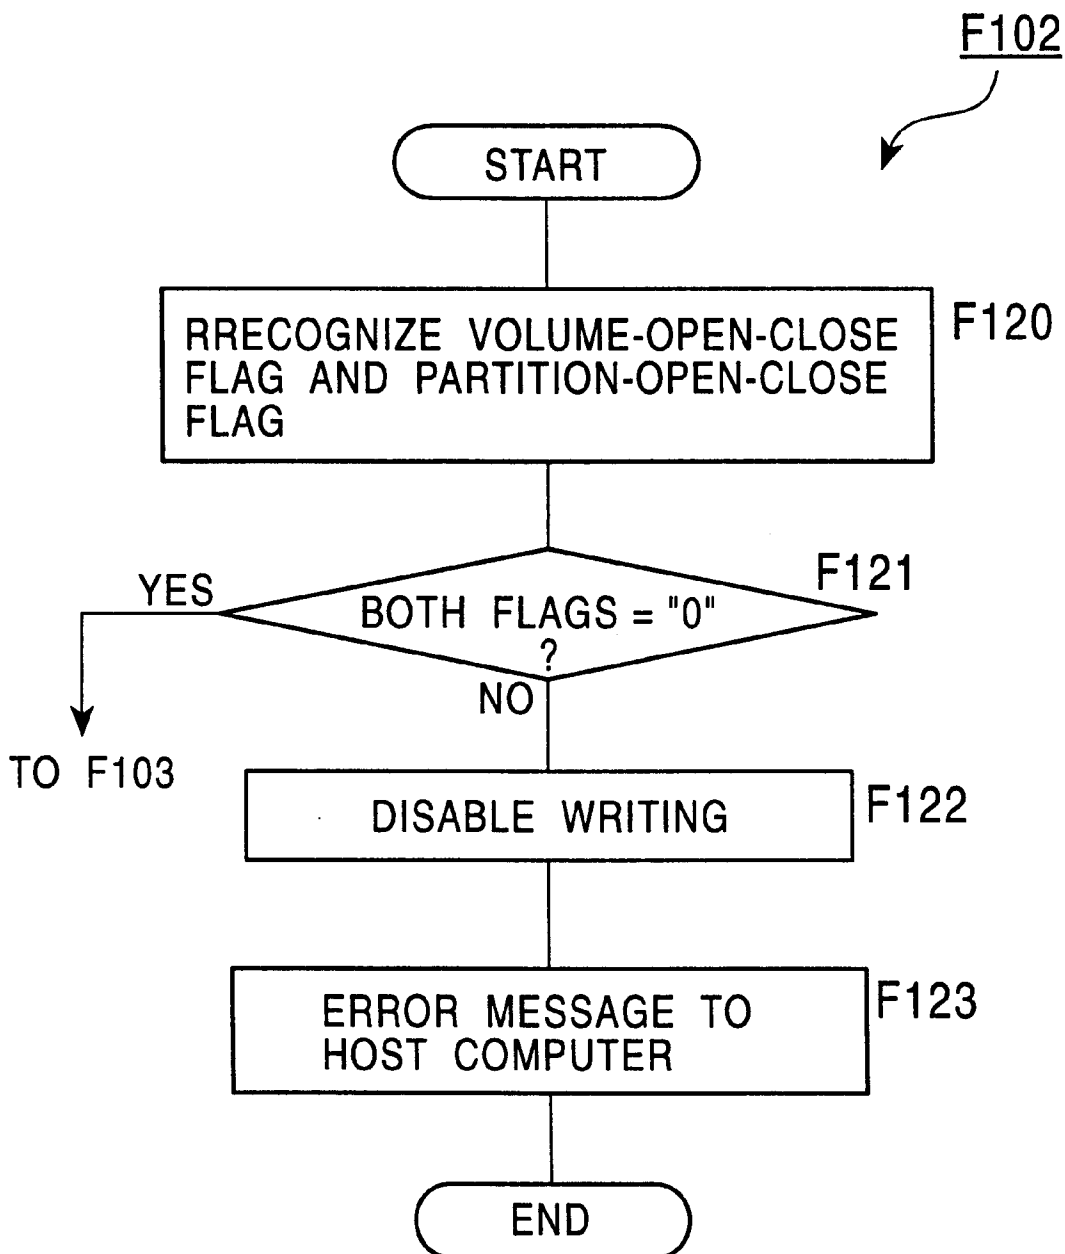 F102
START
RRECOGNIZE VOLUME-OPEN-CLOSE
FLAG AND PARTITION-OPEN-CLOSE
FLAG
F120
F121
YES
BOTH FLAGS = "0"
?
NO
TO F103
DISABLE WRITING
F122
ERROR MESSAGE TO
HOST COMPUTER
F123
END